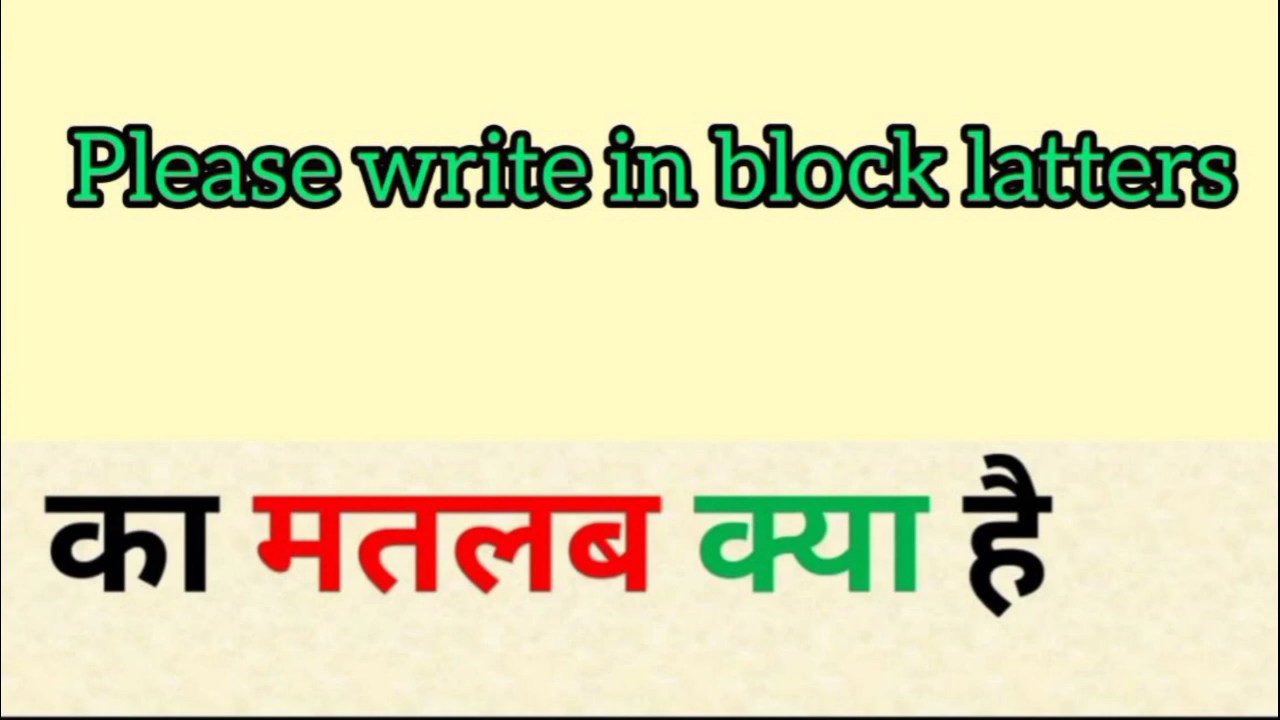 Please write in block latters
का मतलब क्या है